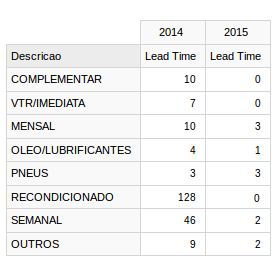 2014 2015
Descricao Lead Time Lead Time
COMPLEMENTAR 10 0
VTR/IMEDIATA 7 0
MENSAL 10 3
OLEO/LUBRIFICANTES 4 1
PNEUS 3 3
RECONDICIONADO 128 0
SEMANAL 46 2
OUTROS 9 2